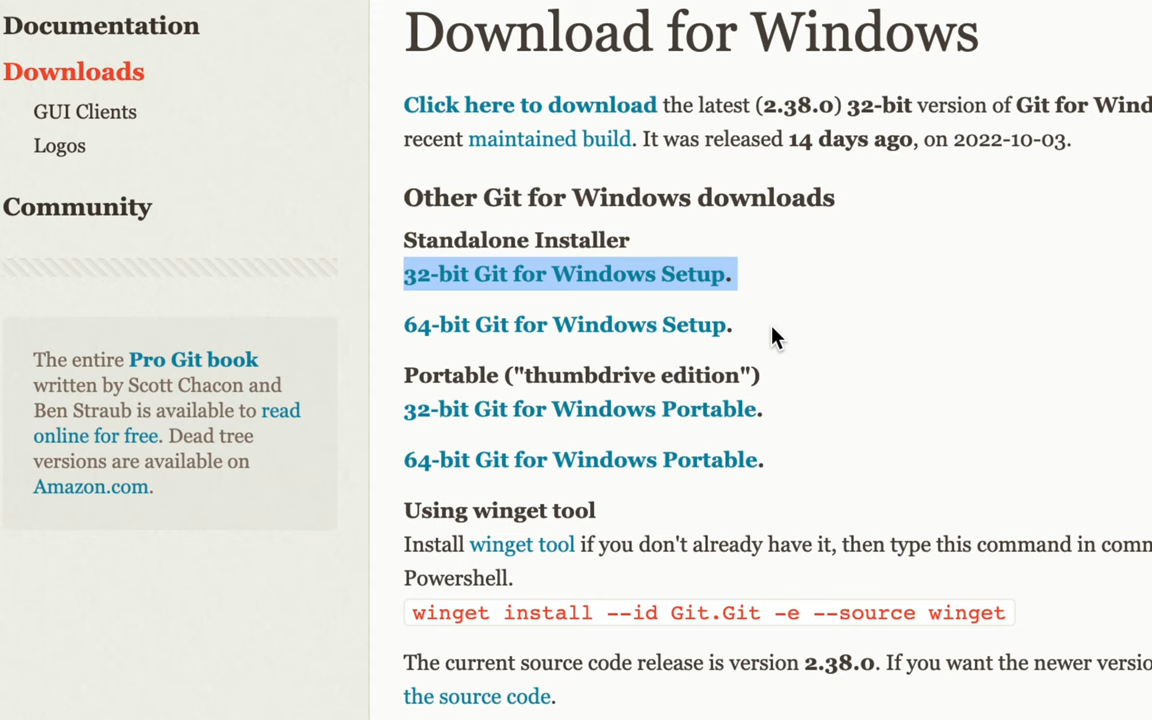 Documentation
Downloads
GUI Clients
Logos
Community
The entire Pro Git book
written by Scott Chacon and
Ben Straub is available to read
online for free. Dead tree
versions are available on
Amazon.com.
Download for Windows
Click here to download the latest (2.38.0) 32-bit version of Git for Wind
recent maintained build. It was released 14 days ago, on 2022-10-03.
Other Git for Windows downloads
Standalone Installer
32-bit Git for Windows Setup.
64-bit Git for Windows Setup.
Portable ("thumbdrive edition")
32-bit Git for Windows Portable.
64-bit Git for Windows Portable.
Using winget tool
Install winget tool if you don't already have it, then type this command in comm
Powershell.
winget install --id Git.Git -e --source winget
The current source code release is version 2.38.0. If you want the newer versio
the source code.